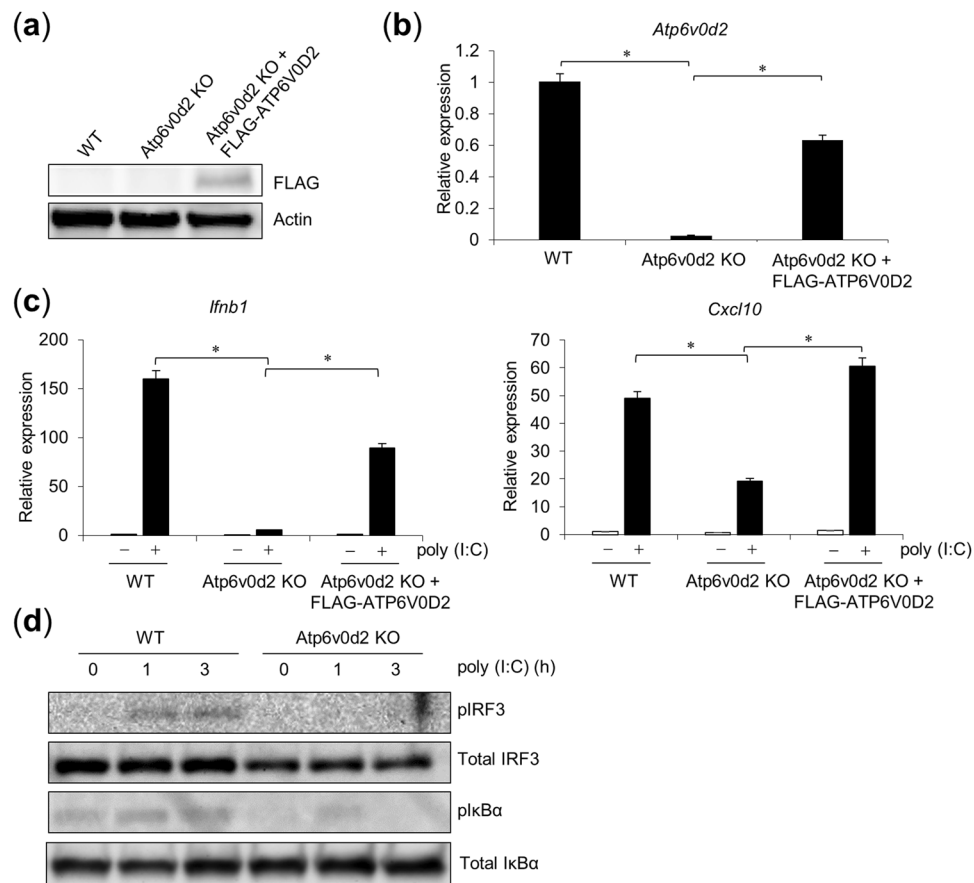 (a)
WT
Atp6v0d2 KO
Atp6v0d2 KO +
FLAG-ATP6V0D2
FLAG
Actin
(b)
Atp6v0d2
Relative expression
1.2
1
0.8
0.6
0.4
0.2
0
*
*
WT
Atp6v0d2 KO
Atp6v0d2 KO +
FLAG-ATP6V0D2
(c)
Ifnb1
Relative expression
200
150
100
50
0
*
*
– + – + – + poly (I:C)
WT
Atp6v0d2 KO
Atp6v0d2 KO +
FLAG-ATP6V0D2
Cxcl10
Relative expression
70
60
50
40
30
20
10
0
*
*
– + – + – + poly (I:C)
WT
Atp6v0d2 KO
Atp6v0d2 KO +
FLAG-ATP6V0D2
(d)
WT
Atp6v0d2 KO
0 1 3 0 1 3 poly (I:C) (h)
pIRF3
Total IRF3
pIκBα
Total IκBα